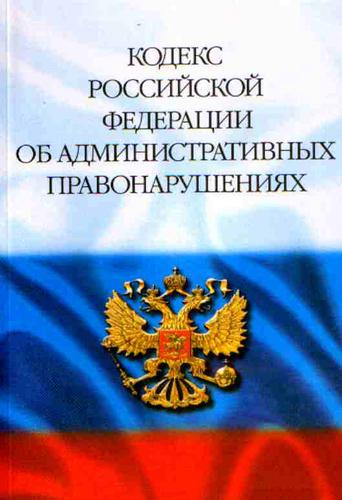 КОДЕКС
РОССИЙСКОЙ
ФЕДЕРАЦИИ
ОБ АДМИНИСТРАТИВНЫХ
ПРАВОНАРУШЕНИЯХ